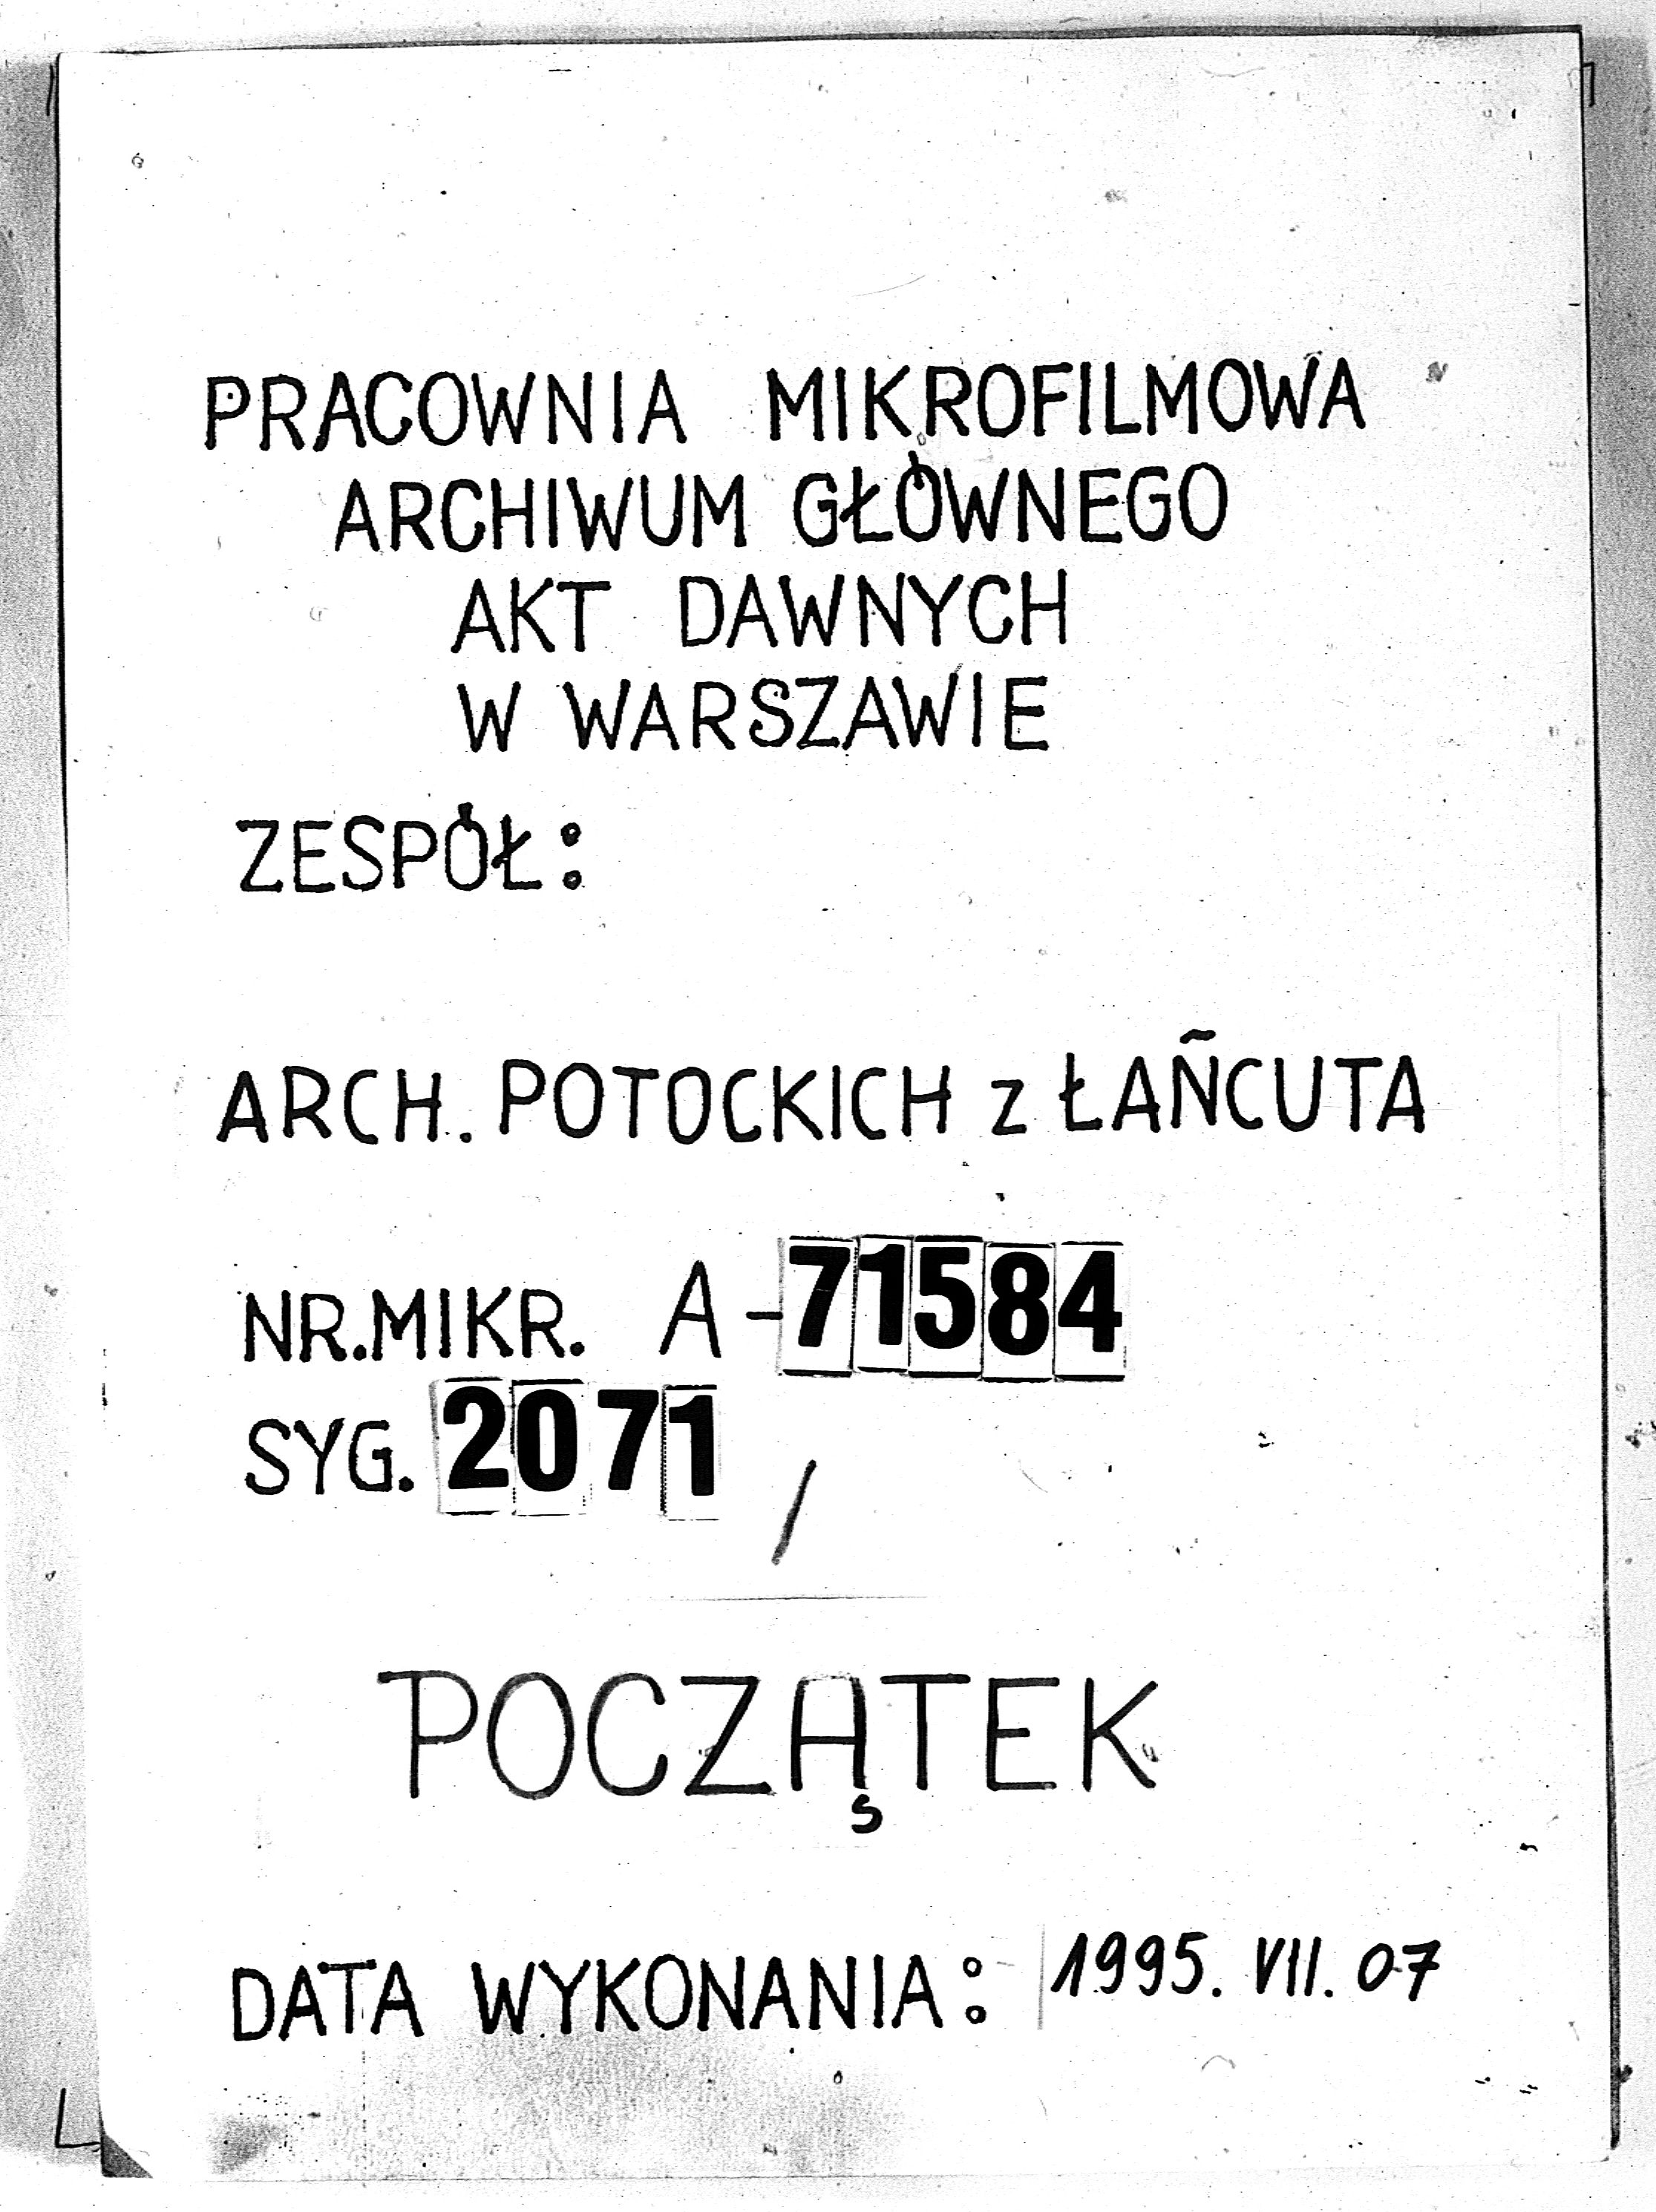 PRACOWNIA MIKROFILMOWA
ARCHIWUM GŁÓWNEGO
AKT DAWNYCH
W WARSZAWIE
ZESPÓŁ:
ARCH. POTOCKICH z ŁAŃCUTA
NR.MIKR. A-71584
SYG. 2071 /
POCZĄTEK
DATA WYKONANIA: 1995. VII. 07